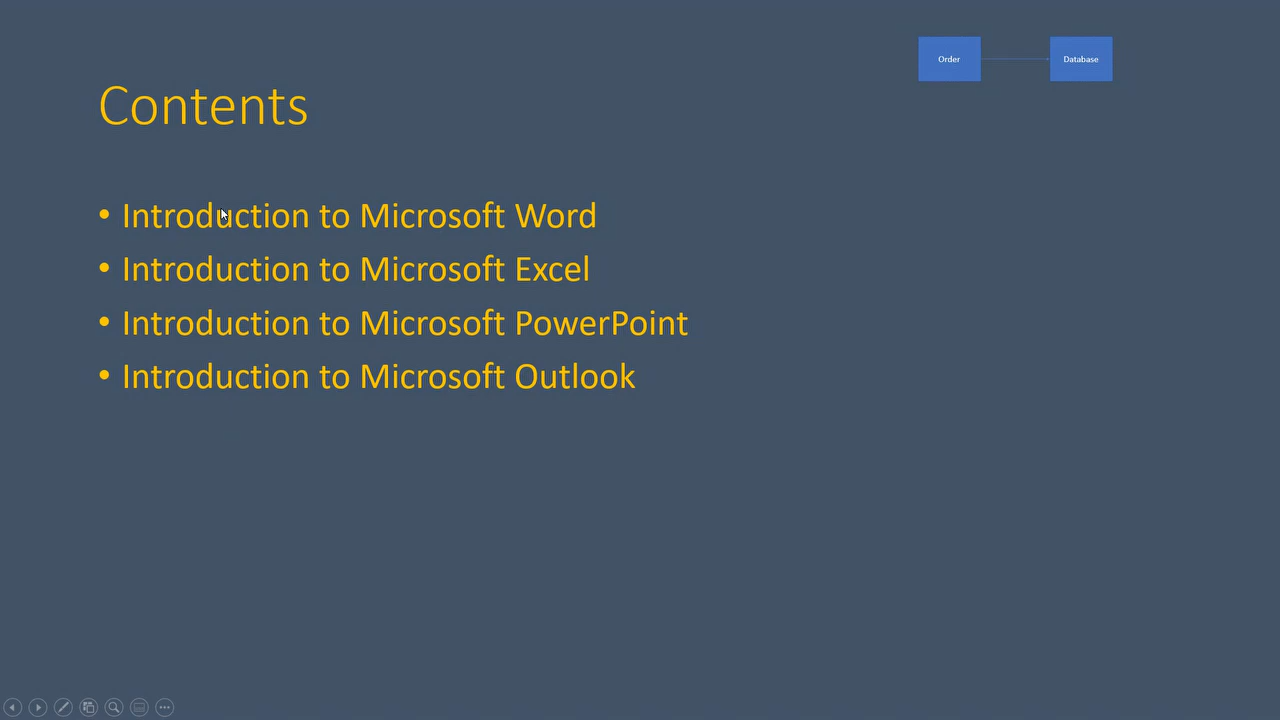 Order
Database
Contents
• Introduction to Microsoft Word
• Introduction to Microsoft Excel
• Introduction to Microsoft PowerPoint
• Introduction to Microsoft Outlook